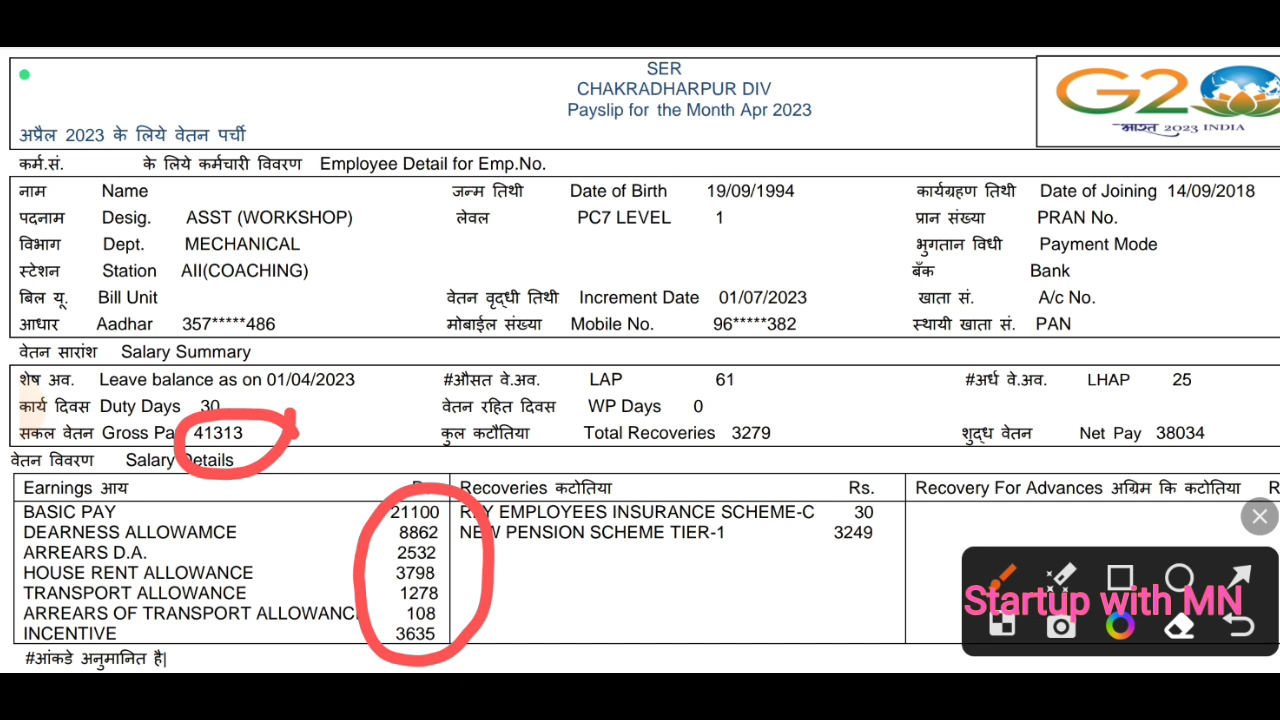 SER
CHAKRADHARPUR DIV
Payslip for the Month Apr 2023
अप्रैल 2023 के लिये वेतन पर्ची
G20
भारत 2023 INDIA
कर्म.सं. के लिये कर्मचारी विवरण Employee Detail for Emp.No.
नाम Name जन्म तिथी Date of Birth 19/09/1994 कार्यग्रहण तिथी Date of Joining 14/09/2018
पदनाम Desig. ASST (WORKSHOP) लेवल PC7 LEVEL 1 प्रान संख्या PRAN No.
विभाग Dept. MECHANICAL भुगतान विधी Payment Mode
स्टेशन Station AII(COACHING) बैँक Bank
बिल यू. Bill Unit वेतन वृद्धी तिथी Increment Date 01/07/2023 खाता सं. A/c No.
आधार Aadhar 357*****486 मोबाईल संख्या Mobile No. 96*****382 स्थायी खाता सं. PAN
वेतन सारांश Salary Summary
शेष अव. Leave balance as on 01/04/2023 #औसत वे.अव. LAP 61 #अर्ध वे.अव. LHAP 25
कार्य दिवस Duty Days 30 वेतन रहित दिवस WP Days 0
सकल वेतन Gross Pa 41313 कुल कटौतिया Total Recoveries 3279 शुद्ध वेतन Net Pay 38034
वेतन विवरण Salary Details
Earnings आय Recoveries कटोतिया Rs. Recovery For Advances अग्रिम कि कटोतिया R
BASIC PAY 21100 EMPLOYEES INSURANCE SCHEME-C 30
DEARNESS ALLOWAMCE 8862 NEW PENSION SCHEME TIER-1 3249
ARREARS D.A. 2532
HOUSE RENT ALLOWANCE 3798
TRANSPORT ALLOWANCE 1278
ARREARS OF TRANSPORT ALLOWANC 108
INCENTIVE 3635
#आंकडे अनुमानित है|
Startup with MN